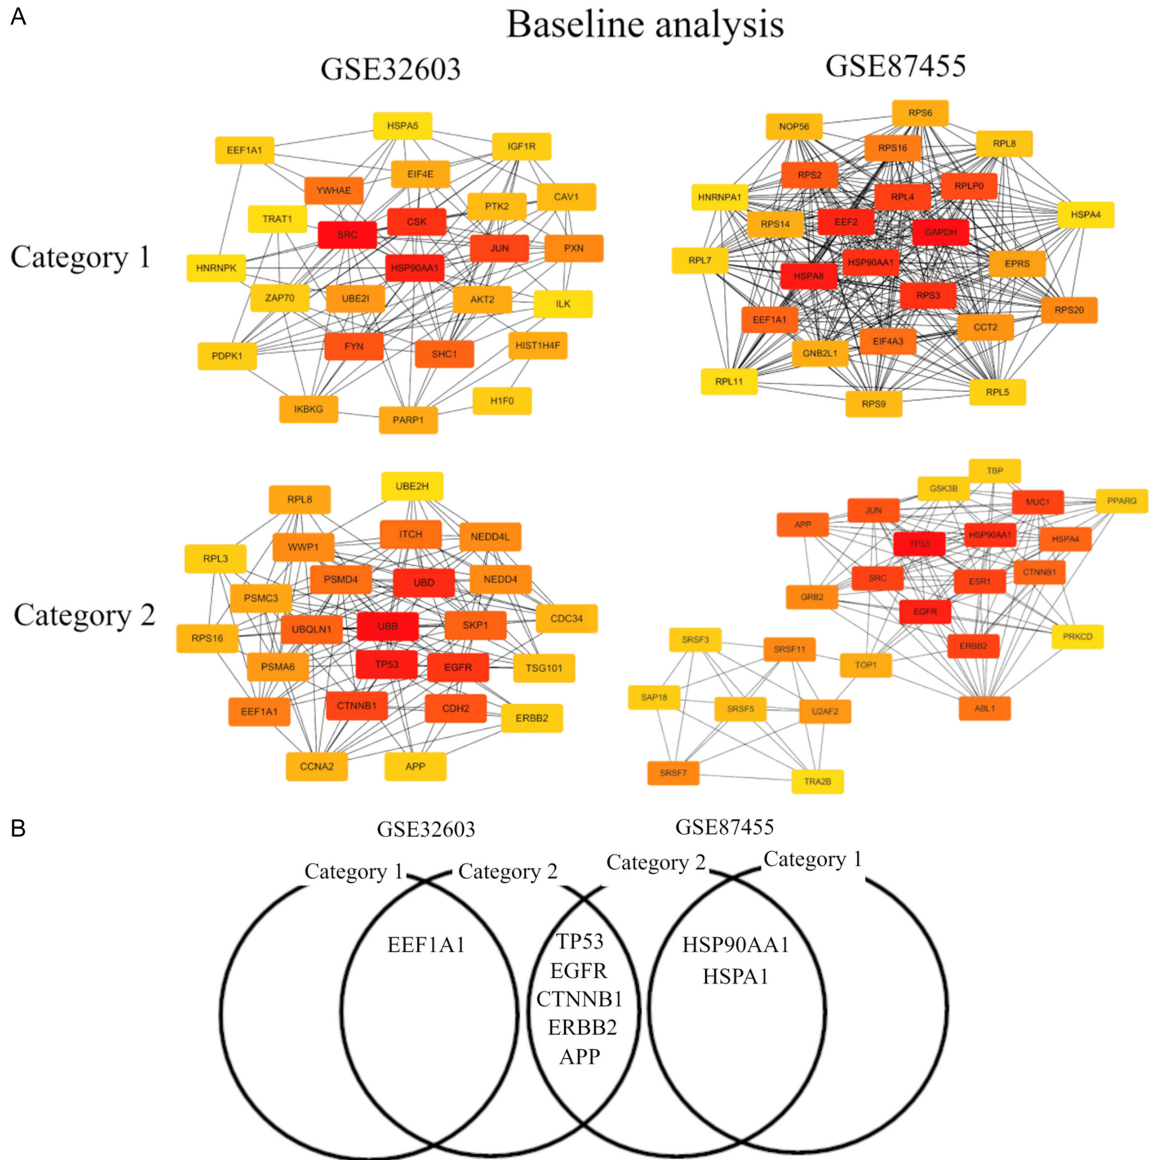 A
Baseline analysis
GSE32603
GSE87455
Category 1
HSPA5
EEF1A1
IGF1R
EIF4E
YWHAE
CAV1
PTK2
TRAT1
CSK
SRC
JUN
PXN
HNRNPK
HSP90AA1
ZAP70
UBE2I
AKT2
ILK
FYN
SHC1
HIST1H4F
PDPK1
H1F0
IKBKG
PARP1
RPS6
NOP56
RPS16
RPL8
RPS2
RPLP0
HNRNPA1
RPL4
HSPA4
RPS14
EEF2
GAPDH
RPL7
HSP90AA1
EPRS
HSPA8
RPS3
RPS20
EEF1A1
CCT2
EIF4A3
GNB2L1
RPL11
RPL5
RPS9
Category 2
UBE2H
RPL8
ITCH
NEDD4L
WWP1
RPL3
PSMD4
UBD
NEDD4
PSMC3
CDC34
UBQLN1
UBB
SKP1
RPS16
PSMA6
TP53
EGFR
TSG101
EEF1A1
CTNNB1
CDH2
ERBB2
CCNA2
APP
TBP
GSK3B
MUC1
PPARG
JUN
APP
HSP90AA1
HSPA4
TP53
CTNNB1
SRC
ESR1
GRB2
EGFR
PRKCD
SRSF3
SRSF11
ERBB2
TOP1
SAP18
SRSF5
U2AF2
ABL1
SRSF7
TRA2B
B
GSE32603
GSE87455
Category 1
Category 2
Category 2
Category 1
EEF1A1
TP53
EGFR
CTNNB1
ERBB2
APP
HSP90AA1
HSPA1